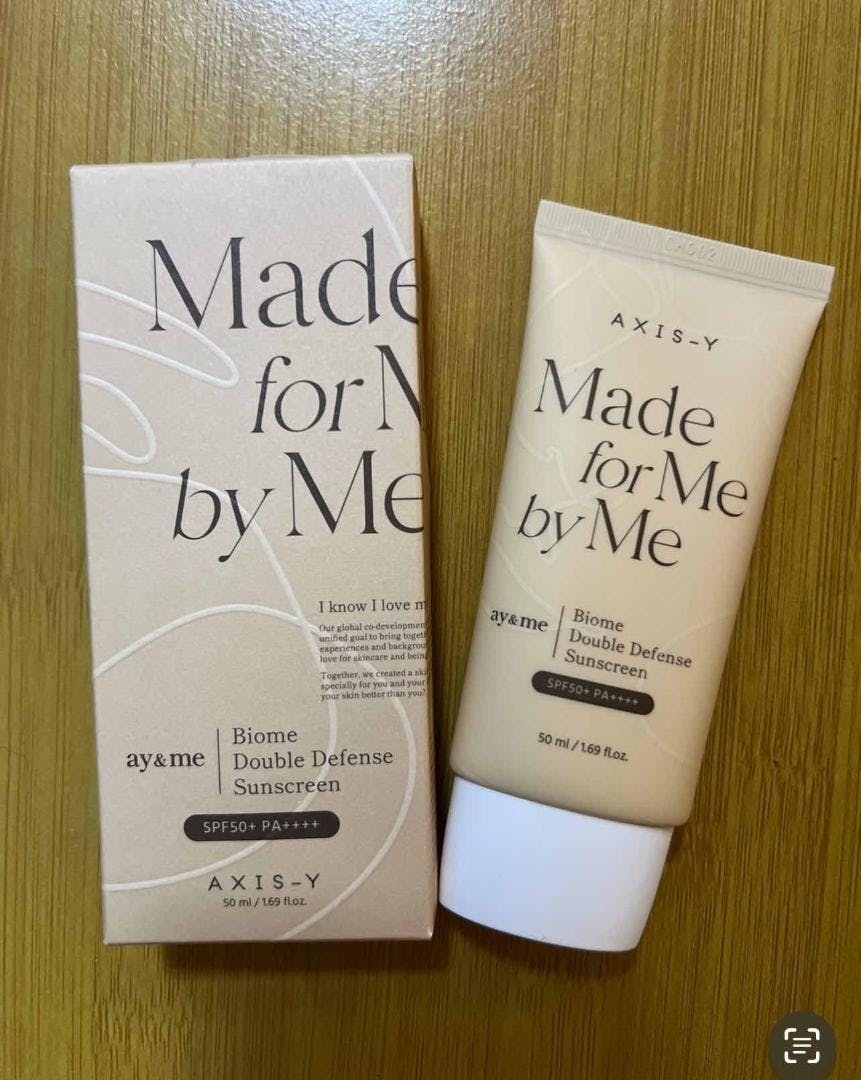 Made
for M
by Me
I know I love m
Our global co-developmen
unified goal to bring togeth
experiences and backgrou
love for skincare and being
Together, we created a ski
specially for you and your
your skin better than you?
ay&me
Biome
Double Defense
Sunscreen
SPF50+ PA++++
AXIS-Y
50 ml / 1.69 fl.oz.
AXIS-Y
Made
for Me
by Me
ay&me
Biome
Double Defense
Sunscreen
SPF50+ PA++++
50 ml / 1.69 fl.oz.